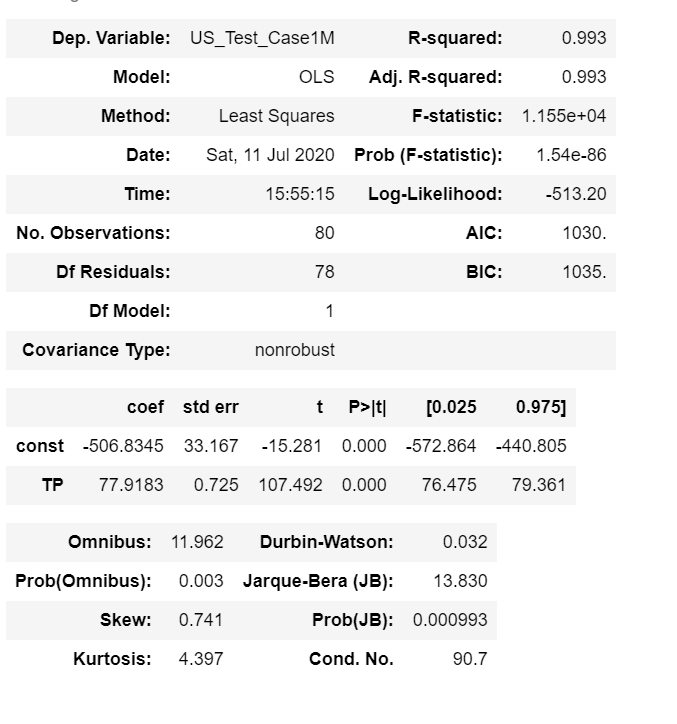 Dep. Variable: US_Test_Case1M R-squared: 0.993
Model: OLS Adj. R-squared: 0.993
Method: Least Squares F-statistic: 1.155e+04
Date: Sat, 11 Jul 2020 Prob (F-statistic): 1.54e-86
Time: 15:55:15 Log-Likelihood: -513.20
No. Observations: 80 AIC: 1030.
Df Residuals: 78 BIC: 1035.
Df Model: 1
Covariance Type: nonrobust
coef std err t P>|t| [0.025 0.975]
const -506.8345 33.167 -15.281 0.000 -572.864 -440.805
TP 77.9183 0.725 107.492 0.000 76.475 79.361
Omnibus: 11.962 Durbin-Watson: 0.032
Prob(Omnibus): 0.003 Jarque-Bera (JB): 13.830
Skew: 0.741 Prob(JB): 0.000993
Kurtosis: 4.397 Cond. No. 90.7